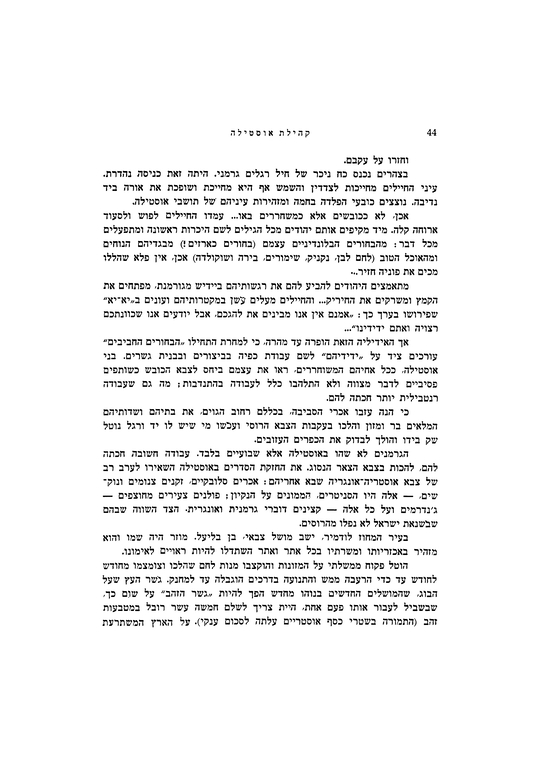 44
קהילת אוסטילה
וחזרו על עקבם.
בצהרים נכנס כח ניכר של חיל רגלים גרמני. היתה זאת כניסה נהדרת.
עיני החיילים מחייכות לצדדין והשמש אף היא מחייכת ושופכת את אורה ביד
נדיבה. נוצצים כובעי הפלדה בחמה ומזהירות עיניהם של תושבי אוסטילה.
אכן, לא ככובשים אלא כמשחררים באו... עמדו החיילים לפוש ולסעוד
ארוחה קלה. מיד מקיפים אותם יהודים מכל הגילים לשם היכרות ראשונה ומתפעלים
מכל דבר: מהבחורים הבלונדיניים עצמם (בחורים כארזים!) מבגדיהם הנוחים
ומהאוכל הטוב (לחם לבן, נקניק, שימורים, בירה ושוקולדה) אכן, אין פלא שהללו
מכים את פוניה חזיר...
מתאמצים היהודים להביע להם את רגשותיהם ביידיש מגורמנת, מפתחים את
הקמץ ומשרקים את החיריק... והחיילים מעלים עשן במקטרותיהם ועונים ב„יא־יא"
שפירושו בערך כך: „אמנם אין אנו מבינים את להגכם, אבל יודעים אנו שכוונתכם
רצויה ואתם ידידינו"...
אך האידיליה הזאת הופרה עד מהרה, כי למחרת התחילו „הבחורים החביבים"
עורכים ציד על „ידידיהם" לשם עבודת כפיה בביצורים ובבנית גשרים. בני
אוסטילה, ככל אחיהם המשוחררים, ראו את עצמם ביחס לצבא הכובש כשותפים
פסיביים לדבר מצווה ולא התלהבו כלל לעבודה בהתנדבות; מה גם שעבודה
רנטבילית יותר חכתה להם.
כי הנה עזבו אכרי הסביבה, בכללם רחוב הגוים, את בתיהם ושדותיהם
המלאים בר ומזון והלכו בעקבות הצבא הרוסי ועכשו מי שיש לו יד ורגל נוטל
שק בידו והולך לבדוק את הכפרים העזובים.
הגרמנים לא שהו באוסטילה אלא שבועיים בלבד. עבודה חשובה חכתה
להם, להכות בצבא הצאר הנסוג. את החזקת הסדרים באוסטילה השאירו לערב רב
של צבא אוסטריה־אונגריה שבא אחריהם: אכרים סלובקיים, זקנים צנומים ונוק־
שים, — אלה היו הסניטרים, הממונים על הנקיון; פולנים צעירים מחוצפים —
ג'נדרמים ועל כל אלה — קצינים דוברי גרמנית ואונגרית. הצד השווה שבהם
שבשנאת ישראל לא נפלו מהרוסים.
בעיר המחוז לודמיר, ישב מושל צבאי, בן בליעל. מוזר היה שמו והוא
מזהיר באכזריותו ומשרתיו בכל אתר ואתר השתדלו להיות ראויים לאימונו.
הוטל פקוח ממשלתי על המזונות והוקצבו מנות לחם שהלכו וצומצמו מחודש
לחודש עד כדי הרעבה ממש והתנועה בדרכים הוגבלה עד למחנק. גשר העץ שעל
הבוג, שהמושלים החדשים בנוהו מחדש הפך להיות „גשר הזהב" על שום כך,
שבשביל לעבור אותו פעם אחת, היית צריך לשלם חמשה עשר רובל במטבעות
זהב (התמורה בשטרי כסף אוסטריים עלתה לסכום ענקי). על הארץ המשתרעת